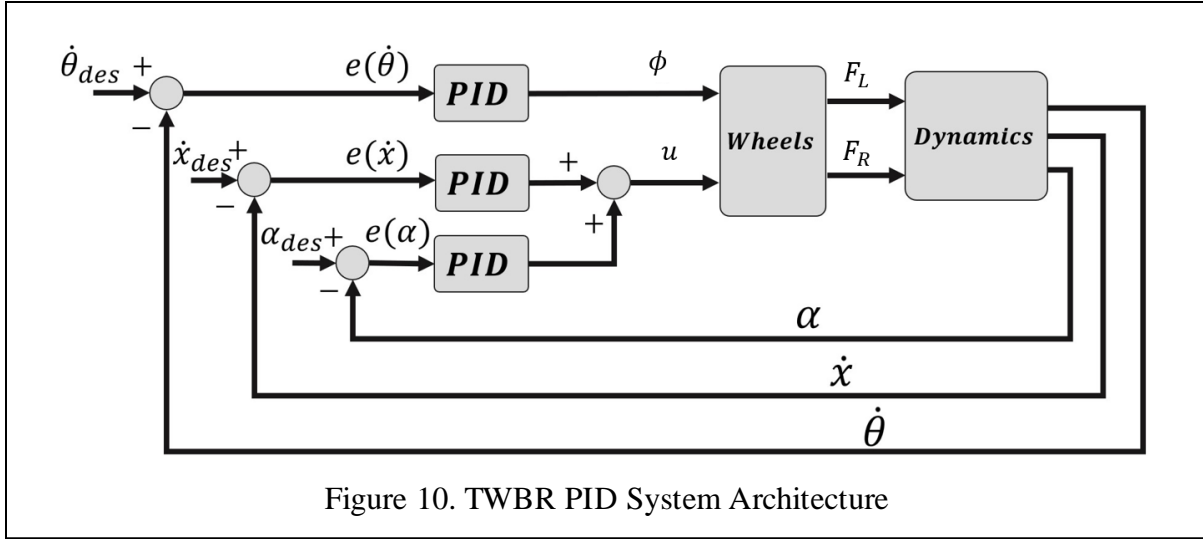 θ̇des + e(θ̇) PID ϕ FL
−
ẋdes + e(ẋ) PID + u Wheels FR Dynamics
−
αdes + e(α) PID +
−
α
ẋ
θ̇
Figure 10. TWBR PID System Architecture